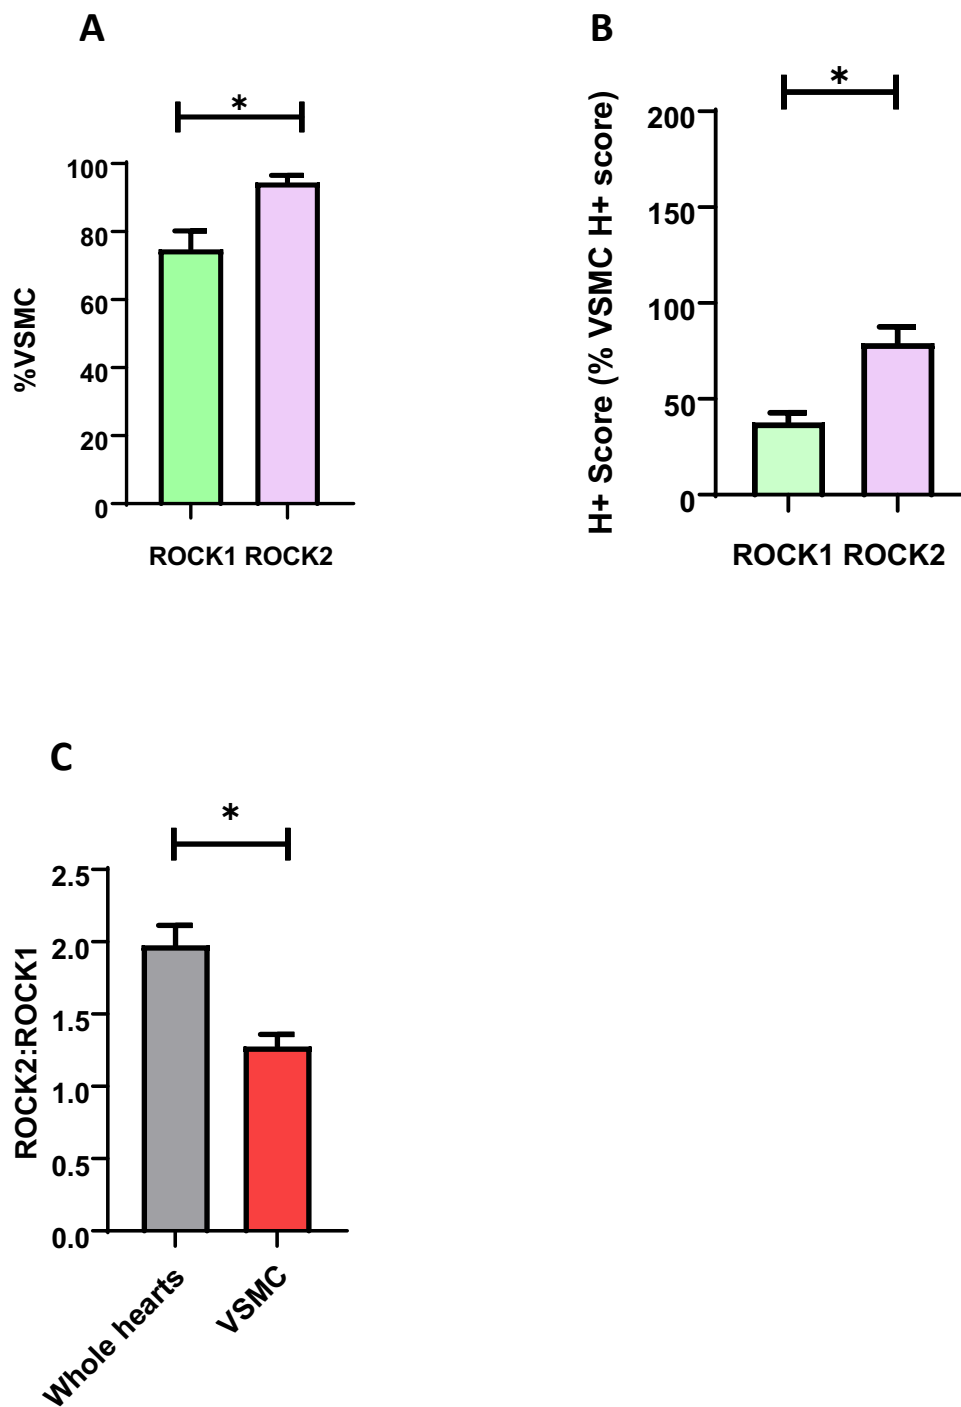 A
*
100
80
60
40
20
0
%VSMC
ROCK1 ROCK2
B
*
200
150
100
50
0
H+ Score (% VSMC H+ score)
ROCK1 ROCK2
C
*
2.5
2.0
1.5
1.0
0.5
0.0
ROCK2:ROCK1
Whole hearts
VSMC